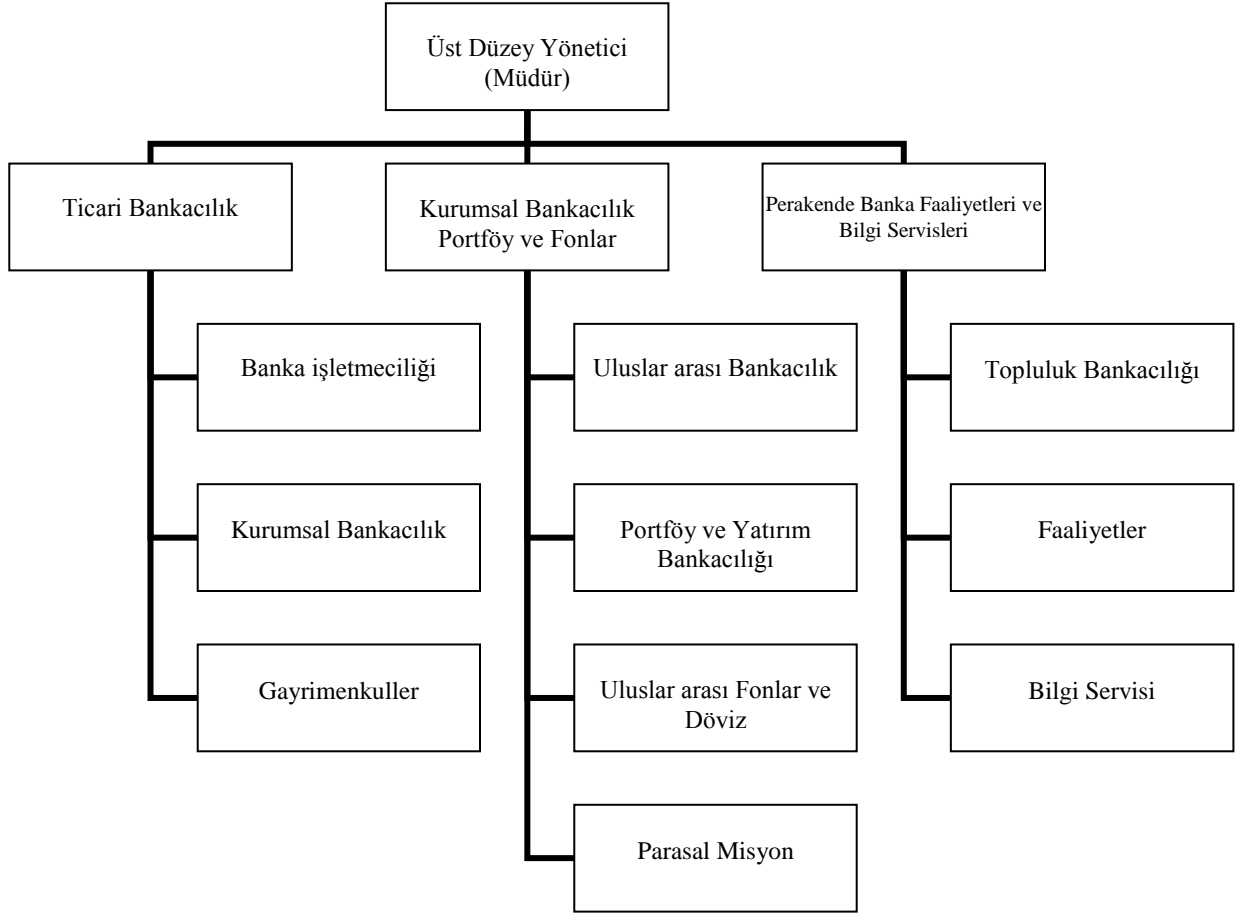 Üst Düzey Yönetici
(Müdür)
Ticari Bankacılık
Kurumsal Bankacılık
Portföy ve Fonlar
Perakende Banka Faaliyetleri ve
Bilgi Servisleri
Banka işletmeciliği
Uluslar arası Bankacılık
Topluluk Bankacılığı
Kurumsal Bankacılık
Portföy ve Yatırım
Bankacılığı
Faaliyetler
Gayrimenkuller
Uluslar arası Fonlar ve
Döviz
Bilgi Servisi
Parasal Misyon